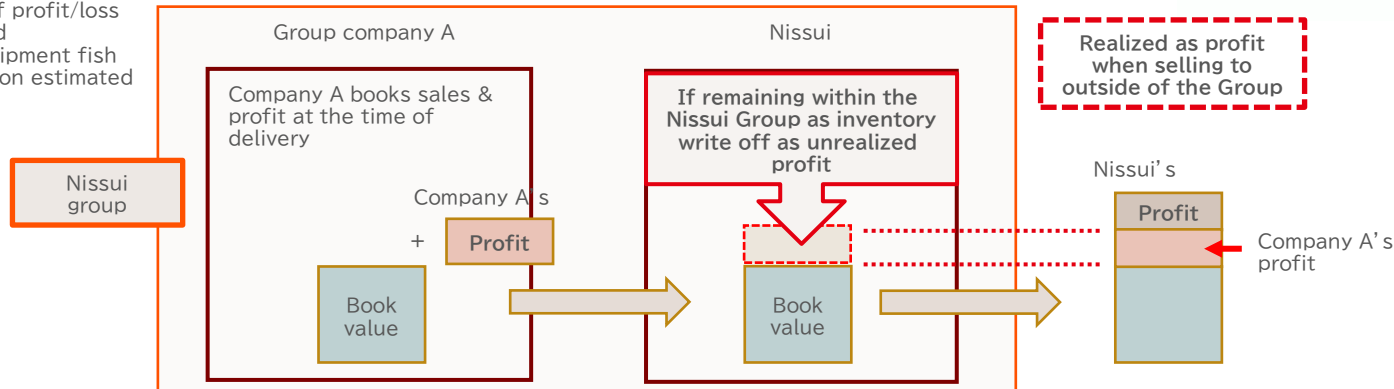 f profit/loss
d
ipment fish
on estimated
Group company A
Nissui
Realized as profit
when selling to
outside of the Group
Company A books sales &
profit at the time of
delivery
If remaining within the
Nissui Group as inventory
write off as unrealized
profit
Nissui
group
Company A's
+
Profit
Book
value
Book
value
Nissui's
Profit
Company A's
profit